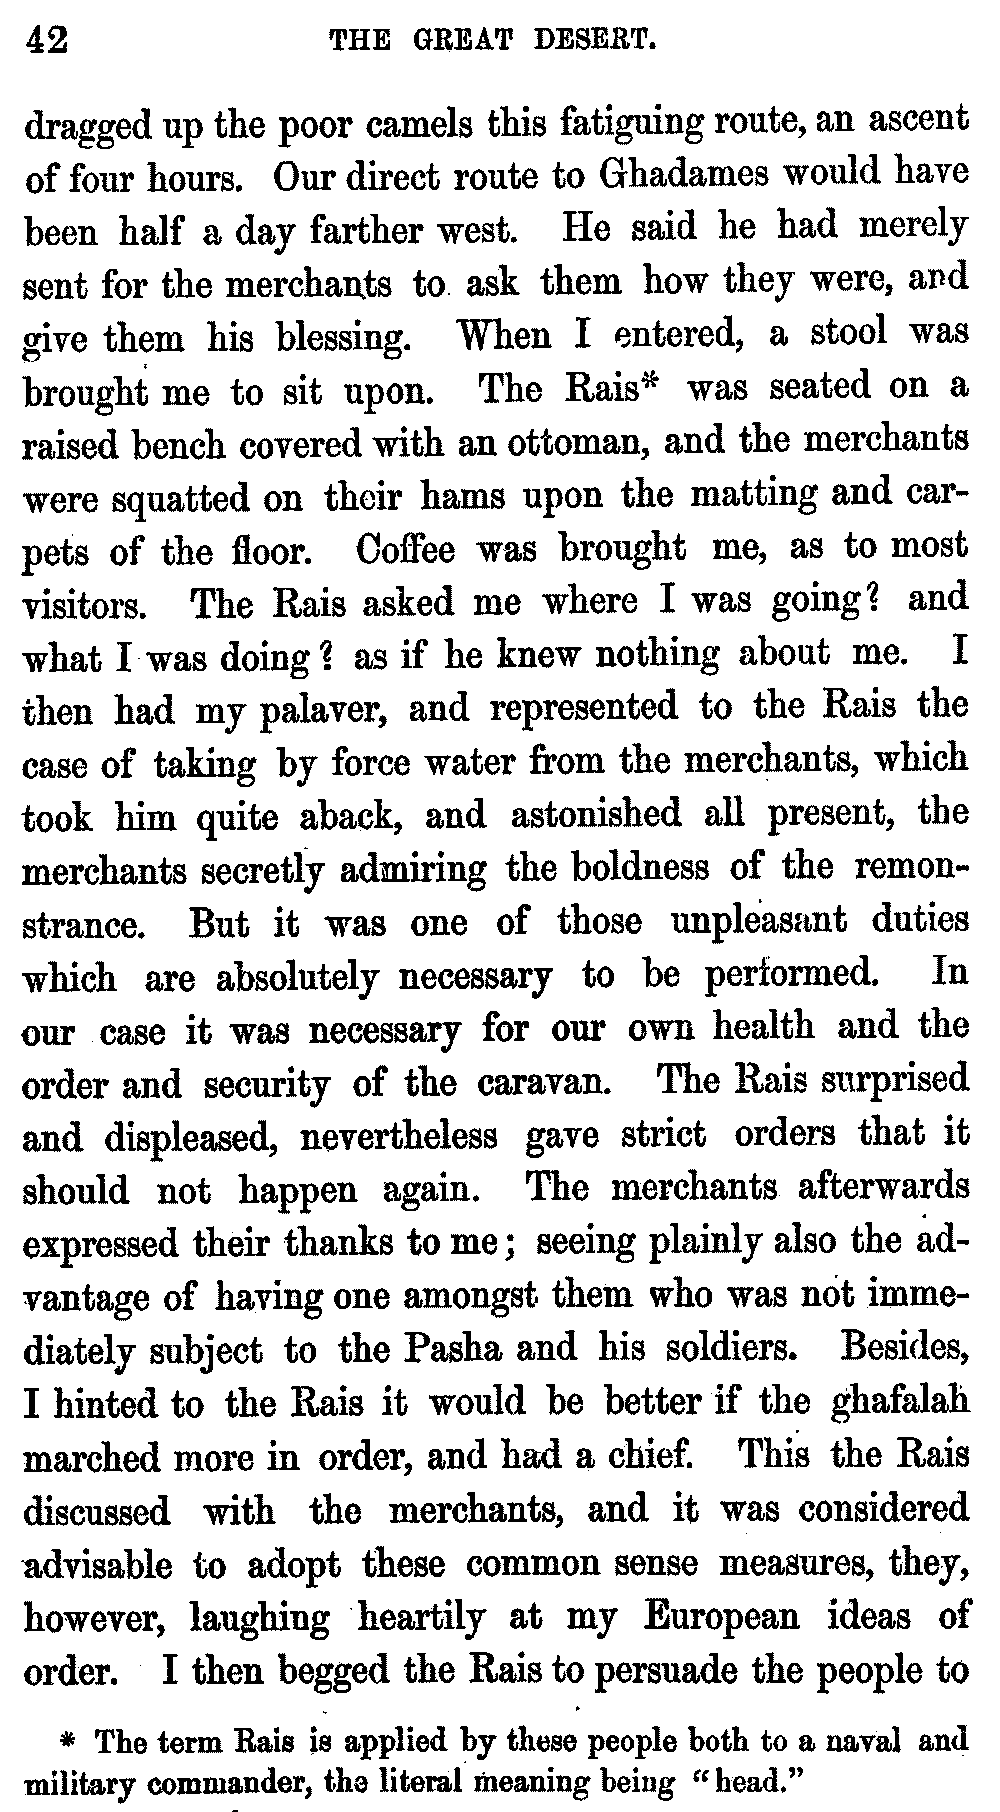 42 THE GREAT DESERT.
dragged up the poor camels this fatiguing route, an ascent
of four hours. Our direct route to Ghadames would have
been half a day farther west. He said he had merely
sent for the merchants to ask them how they were, and
give them his blessing. When I entered, a stool was
brought me to sit upon. The Rais* was seated on a
raised bench covered with an ottoman, and the merchants
were squatted on their hams upon the matting and car-
pets of the floor. Coffee was brought me, as to most
visitors. The Rais asked me where I was going? and
what I was doing? as if he knew nothing about me. I
then had my palaver, and represented to the Rais the
case of taking by force water from the merchants, which
took him quite aback, and astonished all present, the
merchants secretly admiring the boldness of the remon-
strance. But it was one of those unpleasant duties
which are absolutely necessary to be performed. In
our case it was necessary for our own health and the
order and security of the caravan. The Rais surprised
and displeased, nevertheless gave strict orders that it
should not happen again. The merchants afterwards
expressed their thanks to me; seeing plainly also the ad-
vantage of having one amongst them who was not imme-
diately subject to the Pasha and his soldiers. Besides,
I hinted to the Rais it would be better if the ghafalah
marched more in order, and had a chief. This the Rais
discussed with the merchants, and it was considered
advisable to adopt these common sense measures, they,
however, laughing heartily at my European ideas of
order. I then begged the Rais to persuade the people to
* The term Rais is applied by these people both to a naval and
military commander, the literal meaning being "head."